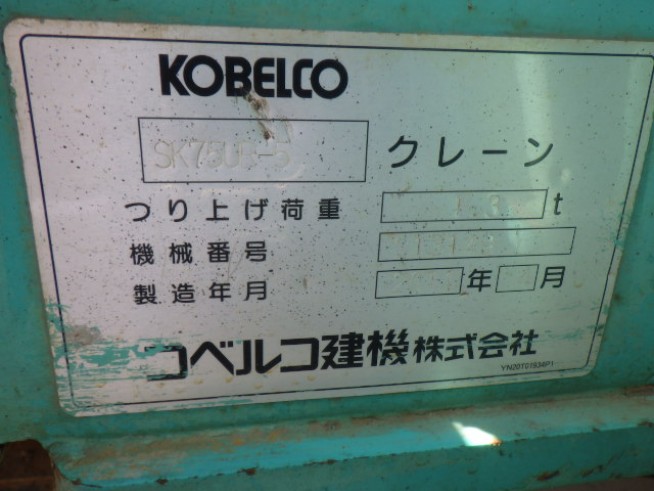 KOBELCO
クレーン
つり上げ荷重 t
機械番号
製造年月 年 月
コベルコ建機株式会社
YN20T01936P1